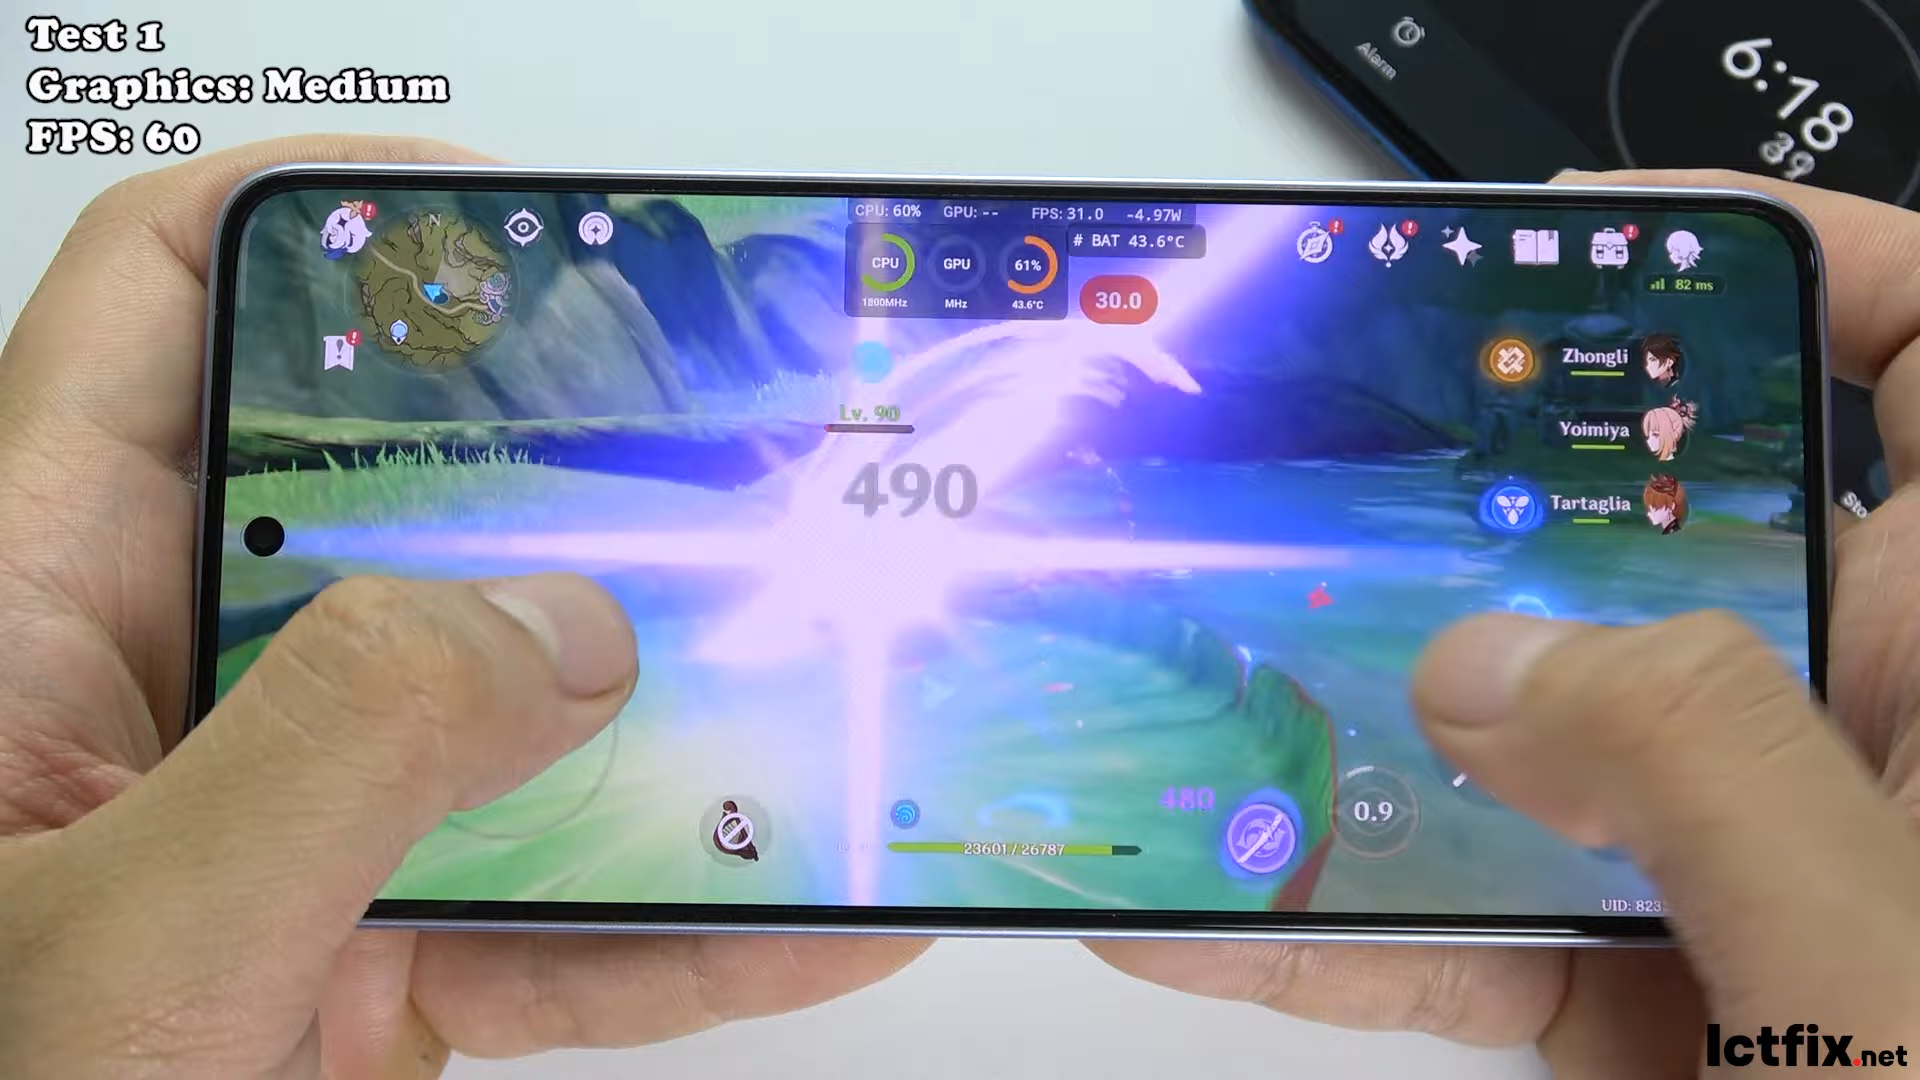 Test 1
Graphics: Medium
FPS: 60
Alarm
6:18
39
N
CPU: 60% GPU: -- FPS: 31.0 -4.97W
# BAT 43.6°C
CPU GPU 61%
1800MHz MHz 43.6°C
30.0
82 ms
Zhongli
Yoimiya
Tartaglia
Lv. 90
490
480
0.9
23601 / 26787
UID: 823
Ictfix.net